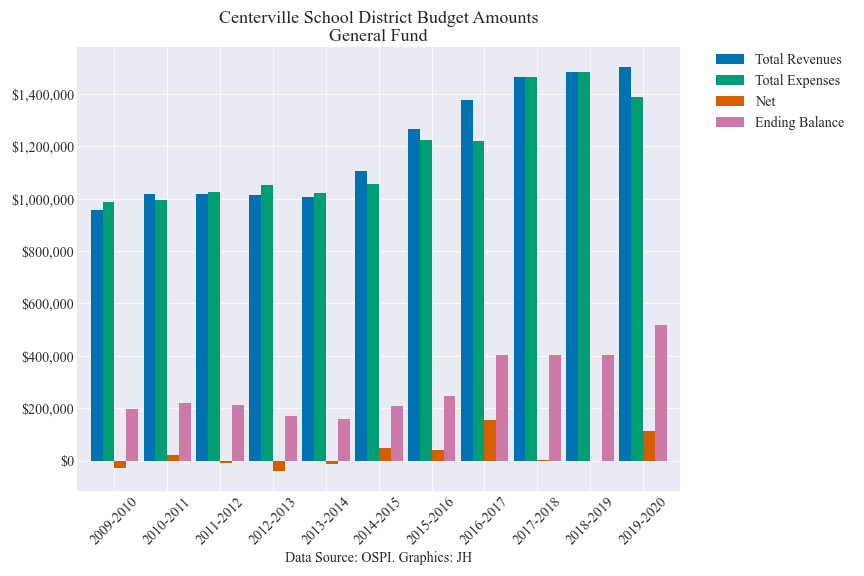 Centerville School District Budget Amounts
General Fund
Total Revenues
Total Expenses
Net
Ending Balance
$1,400,000
$1,200,000
$1,000,000
$800,000
$600,000
$400,000
$200,000
$0
2009-2010
2010-2011
2011-2012
2012-2013
2013-2014
2014-2015
2015-2016
2016-2017
2017-2018
2018-2019
2019-2020
Data Source: OSPI. Graphics: JH